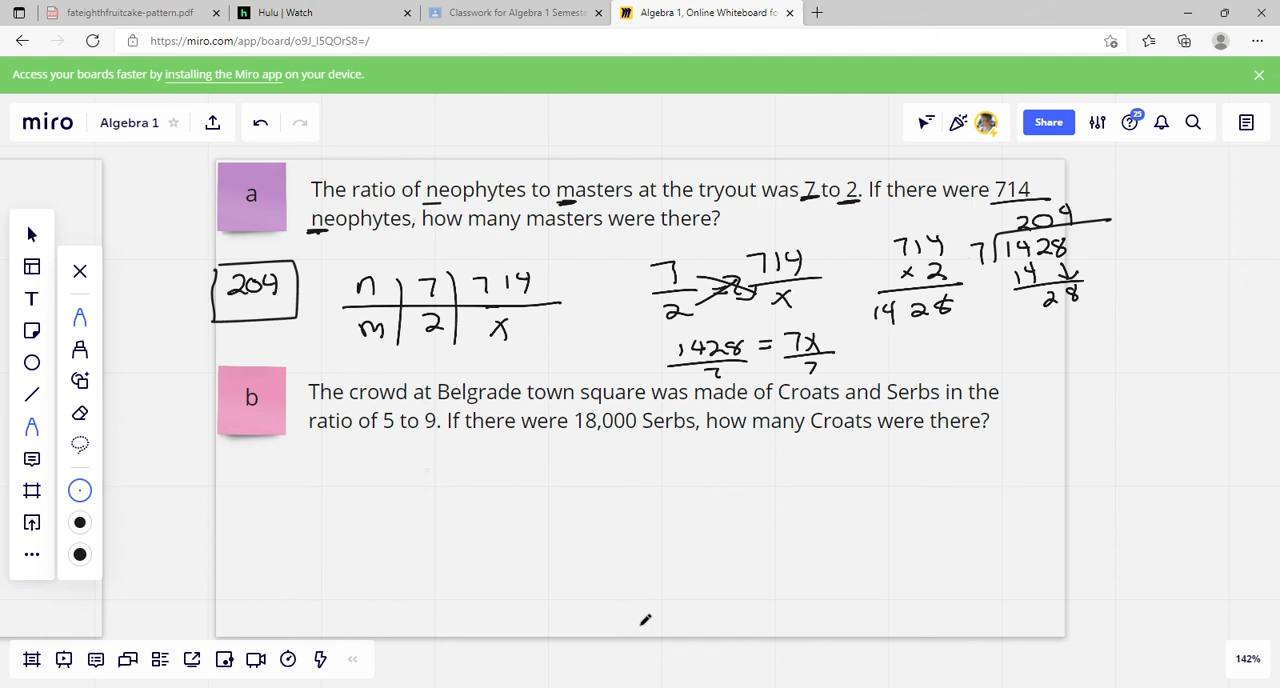 fateighthfruitcake-pattern.pdf
Hulu | Watch
Classwork for Algebra 1 Semeste
Algebra 1, Online Whiteboard fo
https://miro.com/app/board/o9J_l5QOrS8=/
Access your boards faster by installing the Miro app on your device.
miro Algebra 1
Share
25
a
The ratio of neophytes to masters at the tryout was 7 to 2. If there were 714
neophytes, how many masters were there?
204
n | 7 | 714
m | 2 | x
7/2 = 714/x
1428/7 = 7x/7
714
x 2
1428
204
7)1428
14
28
b
The crowd at Belgrade town square was made of Croats and Serbs in the
ratio of 5 to 9. If there were 18,000 Serbs, how many Croats were there?
142%